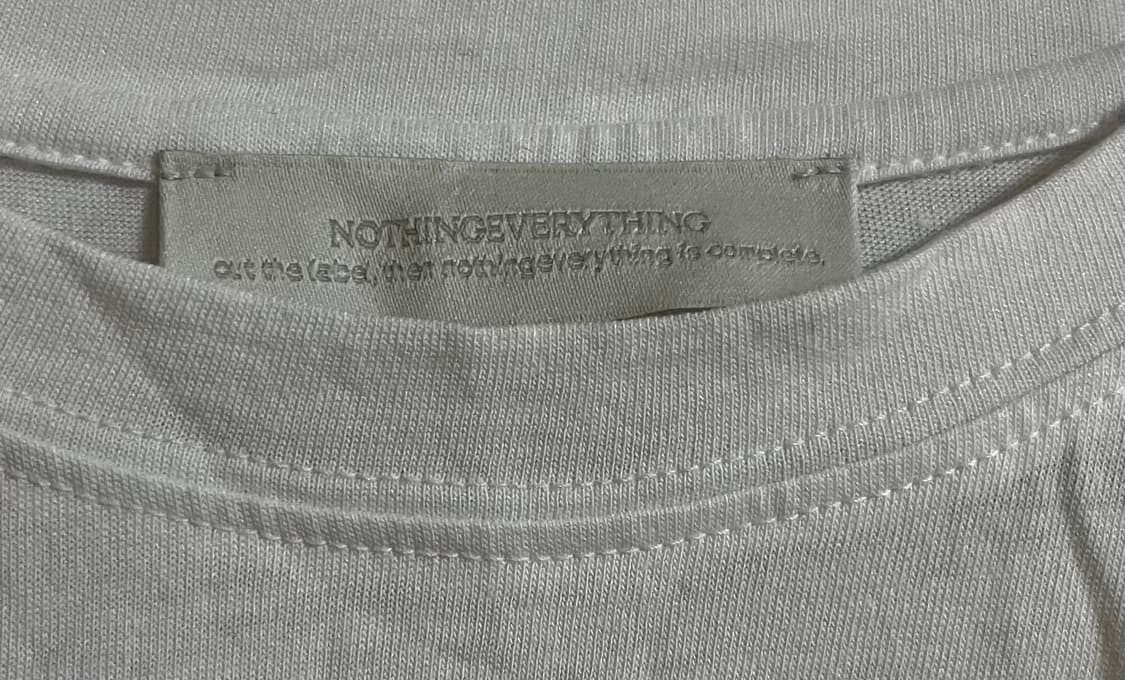 NOTHINGEVERYTHING
cut the label, then nothingeverything is complete.